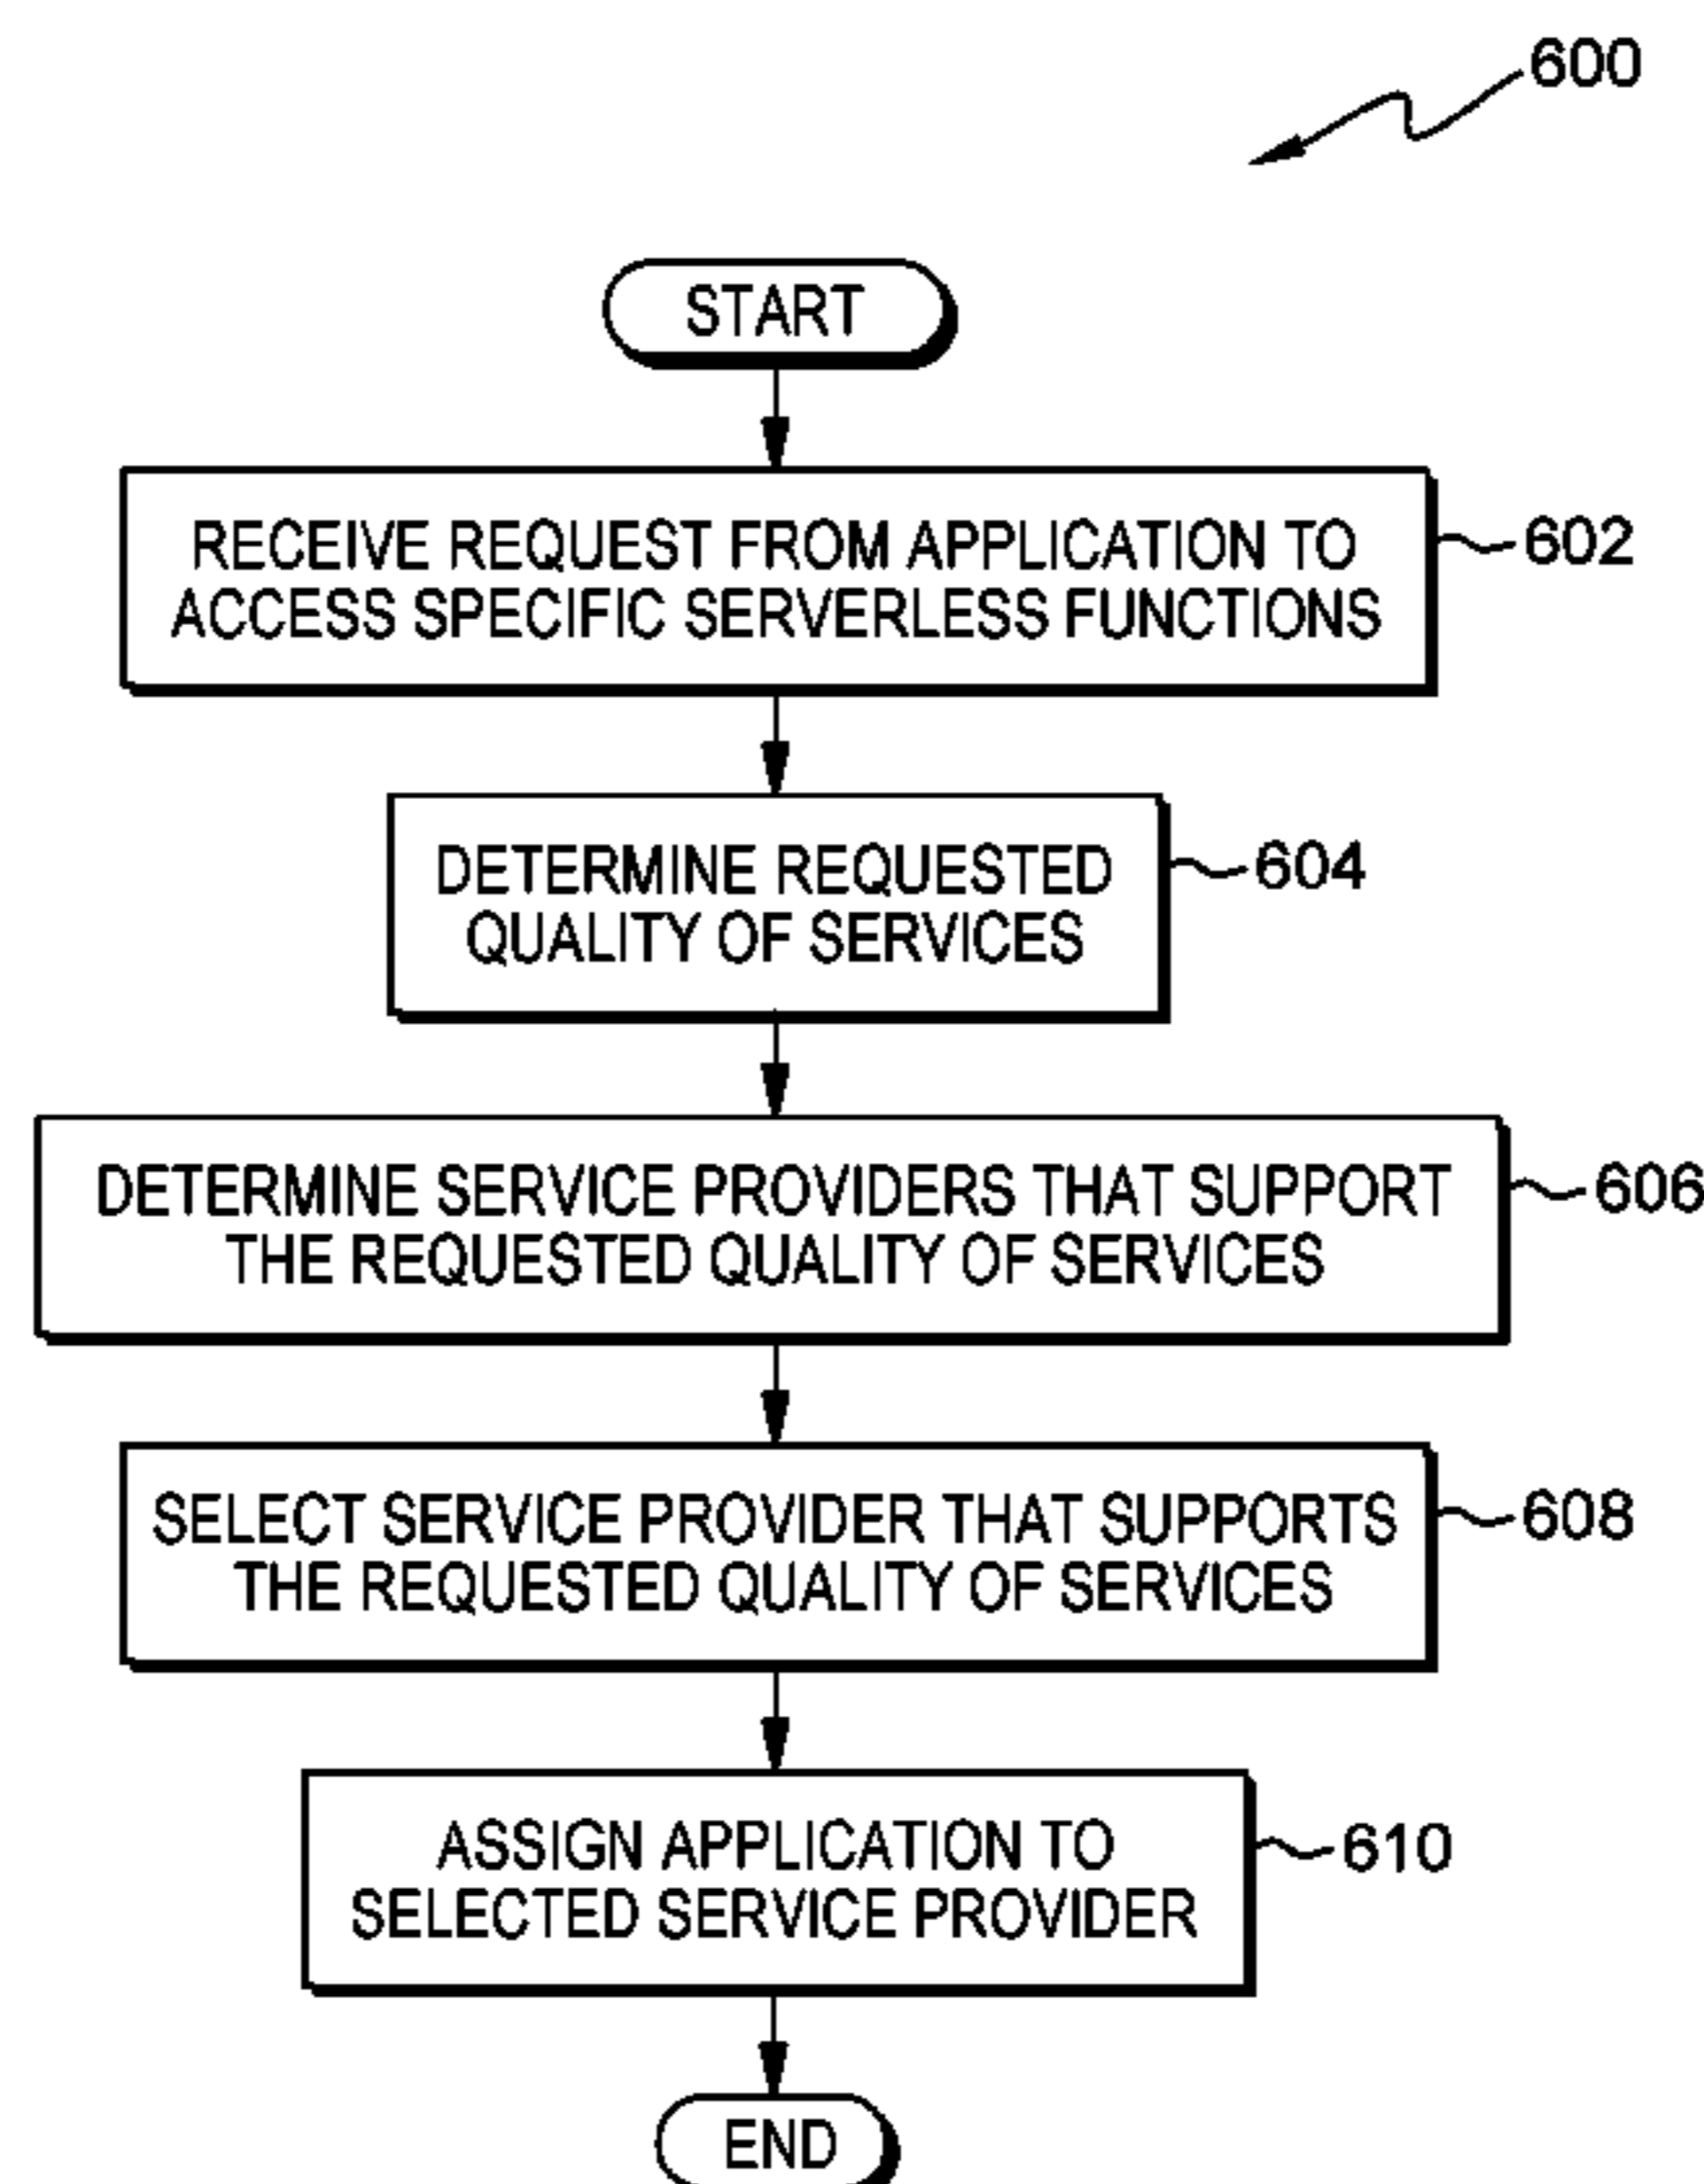 600
START
RECEIVE REQUEST FROM APPLICATION TO
ACCESS SPECIFIC SERVERLESS FUNCTIONS
602
DETERMINE REQUESTED
QUALITY OF SERVICES
604
DETERMINE SERVICE PROVIDERS THAT SUPPORT
THE REQUESTED QUALITY OF SERVICES
606
SELECT SERVICE PROVIDER THAT SUPPORTS
THE REQUESTED QUALITY OF SERVICES
608
ASSIGN APPLICATION TO
SELECTED SERVICE PROVIDER
610
END